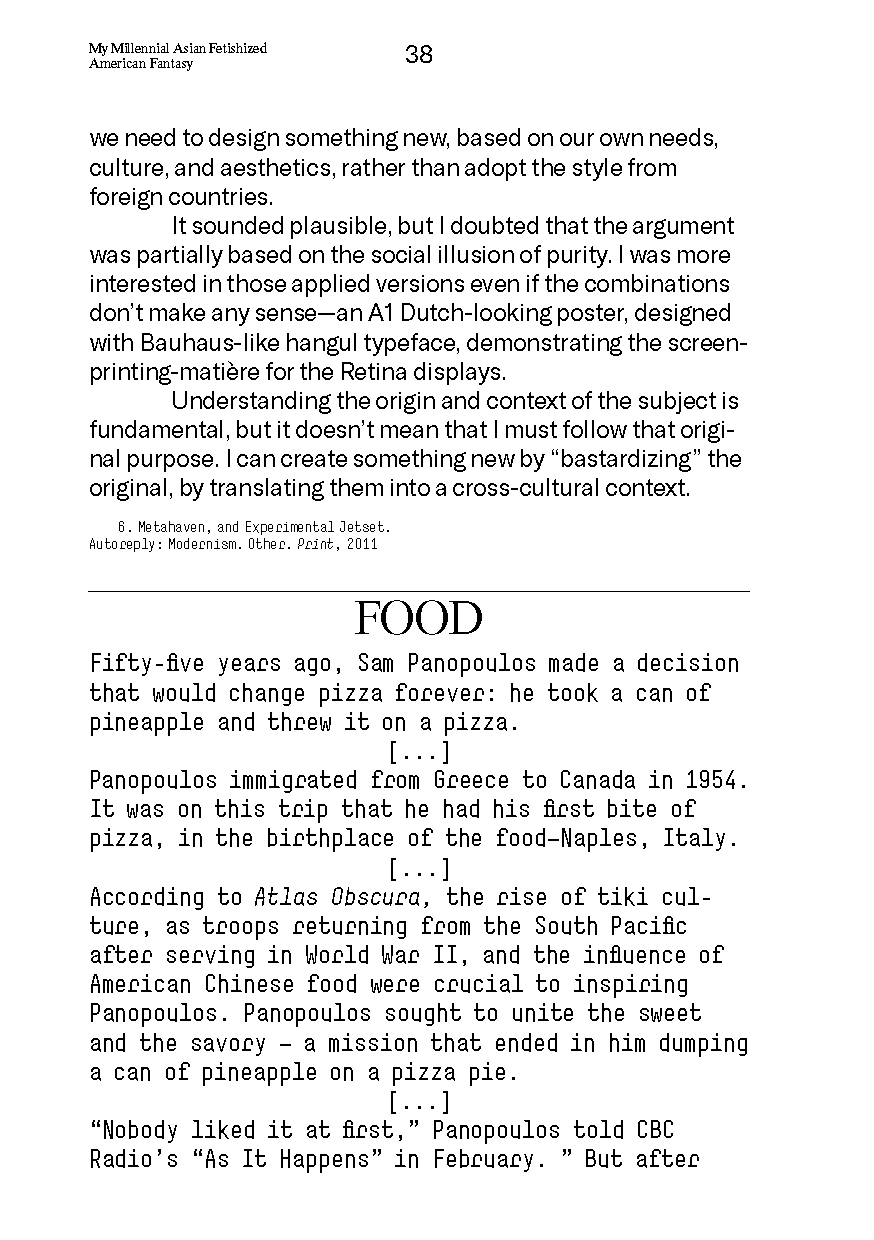 My Millennial Asian Fetishized
American Fantasy
38
we need to design something new, based on our own needs,
culture, and aesthetics, rather than adopt the style from
foreign countries.
It sounded plausible, but I doubted that the argument
was partially based on the social illusion of purity. I was more
interested in those applied versions even if the combinations
don’t make any sense—an A1 Dutch-looking poster, designed
with Bauhaus-like hangul typeface, demonstrating the screen-
printing-matière for the Retina displays.
Understanding the origin and context of the subject is
fundamental, but it doesn’t mean that I must follow that origi-
nal purpose. I can create something new by “bastardizing” the
original, by translating them into a cross-cultural context.
6. Metahaven, and Experimental Jetset.
Autoreply: Modernism. Other. Print, 2011
FOOD
Fifty-five years ago, Sam Panopoulos made a decision
that would change pizza forever: he took a can of
pineapple and threw it on a pizza.
[...]
Panopoulos immigrated from Greece to Canada in 1954.
It was on this trip that he had his first bite of
pizza, in the birthplace of the food—Naples, Italy.
[...]
According to Atlas Obscura, the rise of tiki cul-
ture, as troops returning from the South Pacific
after serving in World War II, and the influence of
American Chinese food were crucial to inspiring
Panopoulos. Panopoulos sought to unite the sweet
and the savory – a mission that ended in him dumping
a can of pineapple on a pizza pie.
[...]
“Nobody liked it at first,” Panopoulos told CBC
Radio’s “As It Happens” in February. ” But after